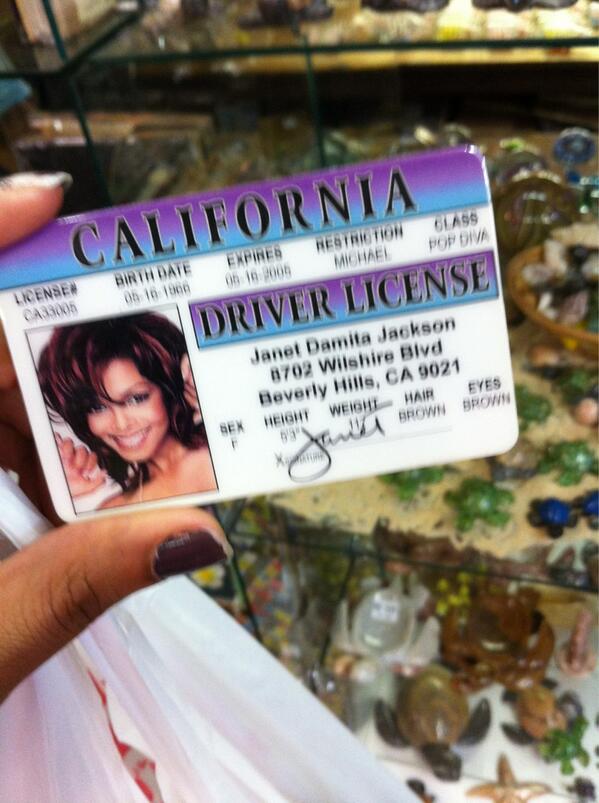 CALIFORNIA
LICENSE# BIRTH DATE EXPIRES RESTRICTION CLASS
CA33005 05-16-1966 05-16-2005 MICHAEL POP DIVA
DRIVER LICENSE
Janet Damita Jackson
8702 Wilshire Blvd
Beverly Hills, CA 9021
SEX HEIGHT WEIGHT HAIR EYES
F 5'3" BROWN BROWN
Janet
X SIGNATURE